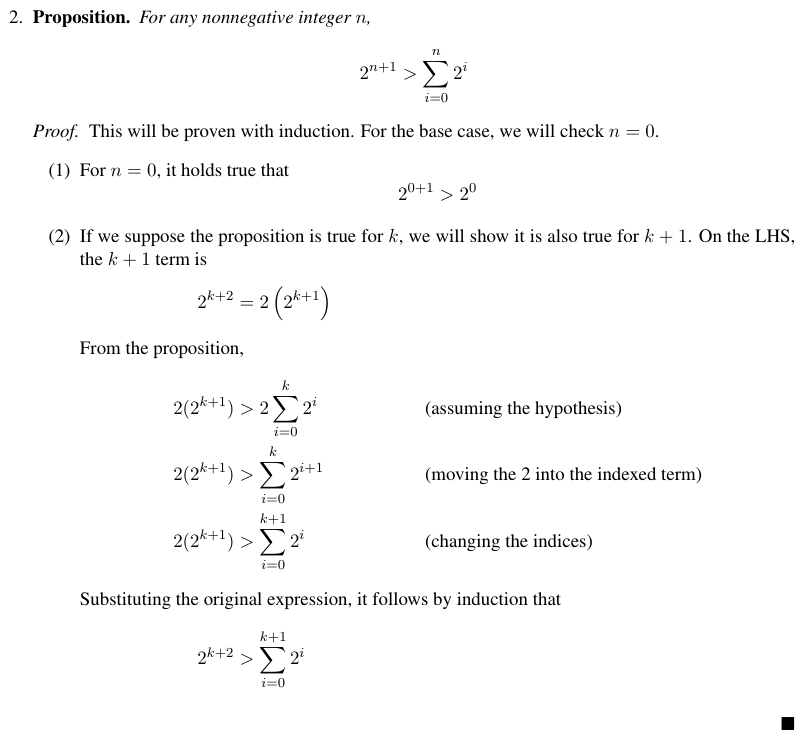 2. Proposition. For any nonnegative integer n,
2^{n+1} > \sum_{i=0}^{n} 2^i
Proof. This will be proven with induction. For the base case, we will check n = 0.
(1) For n = 0, it holds true that
2^{0+1} > 2^0
(2) If we suppose the proposition is true for k, we will show it is also true for k + 1. On the LHS,
the k + 1 term is
2^{k+2} = 2 \left( 2^{k+1} \right)
From the proposition,
2(2^{k+1}) > 2 \sum_{i=0}^{k} 2^i (assuming the hypothesis)
2(2^{k+1}) > \sum_{i=0}^{k} 2^{i+1} (moving the 2 into the indexed term)
2(2^{k+1}) > \sum_{i=0}^{k+1} 2^i (changing the indices)
Substituting the original expression, it follows by induction that
2^{k+2} > \sum_{i=0}^{k+1} 2^i
■